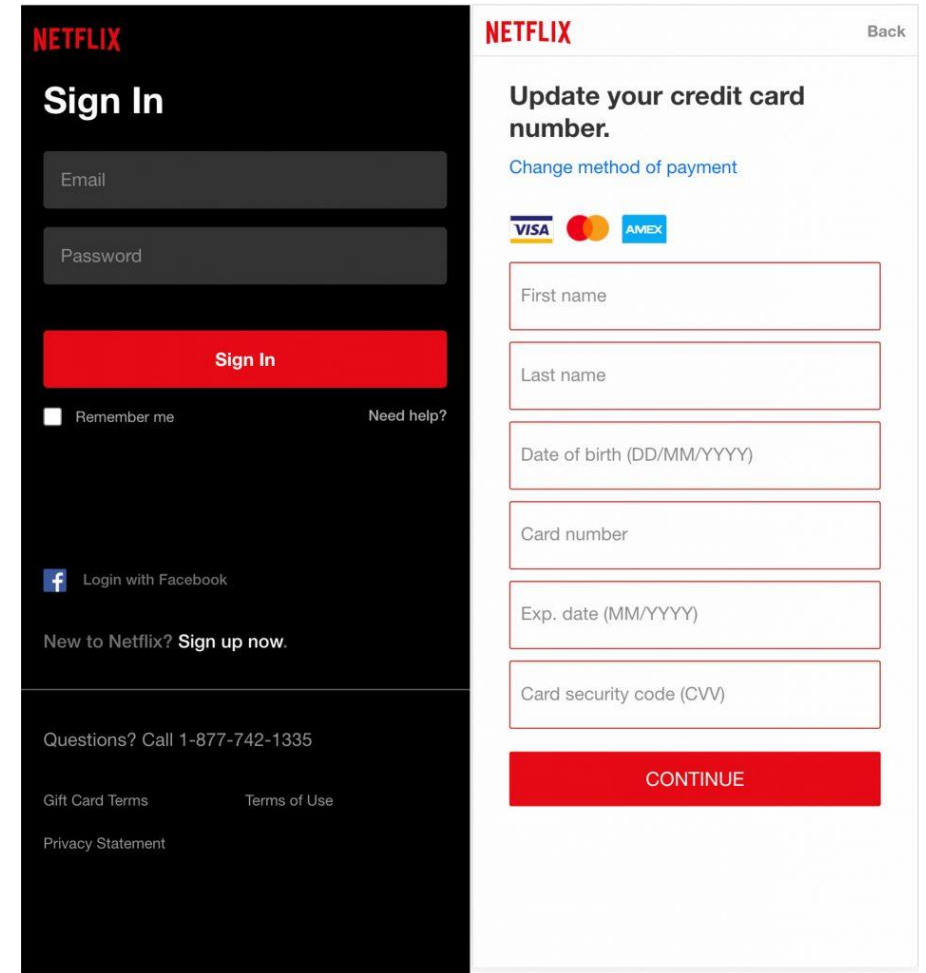 NETFLIX
Sign In
Email
Password
Sign In
Remember me
Need help?
f
Login with Facebook
New to Netflix? Sign up now.
Questions? Call 1-877-742-1335
Gift Card Terms
Terms of Use
Privacy Statement
NETFLIX
Back
Update your credit card
number.
Change method of payment
VISA
AMEX
First name
Last name
Date of birth (DD/MM/YYYY)
Card number
Exp. date (MM/YYYY)
Card security code (CVV)
CONTINUE